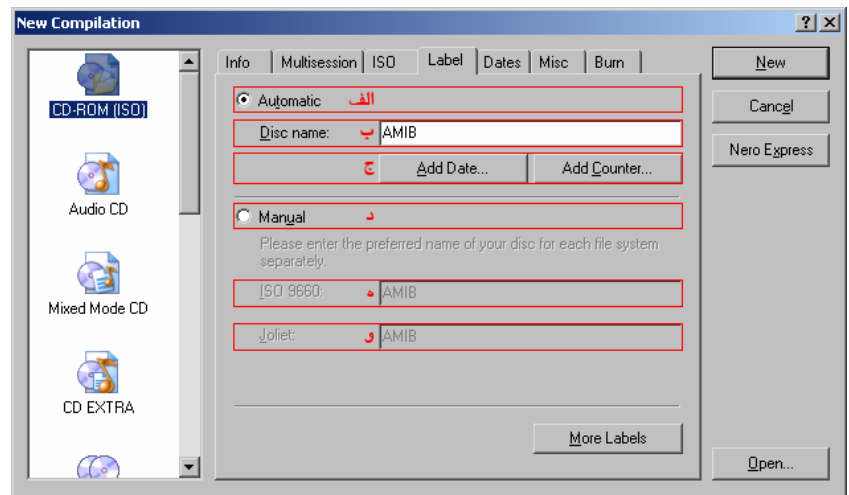 New Compilation
CD-ROM (ISO)
Audio CD
Mixed Mode CD
CD EXTRA
Info Multisession ISO Label Dates Misc Burn
Automatic الف
Disc name: ب AMIB
ج Add Date... Add Counter...
Manual د
Please enter the preferred name of your disc for each file system
separately.
ISO 9660: ه AMIB
Joliet: و AMIB
More Labels
New
Cancel
Nero Express
Open...